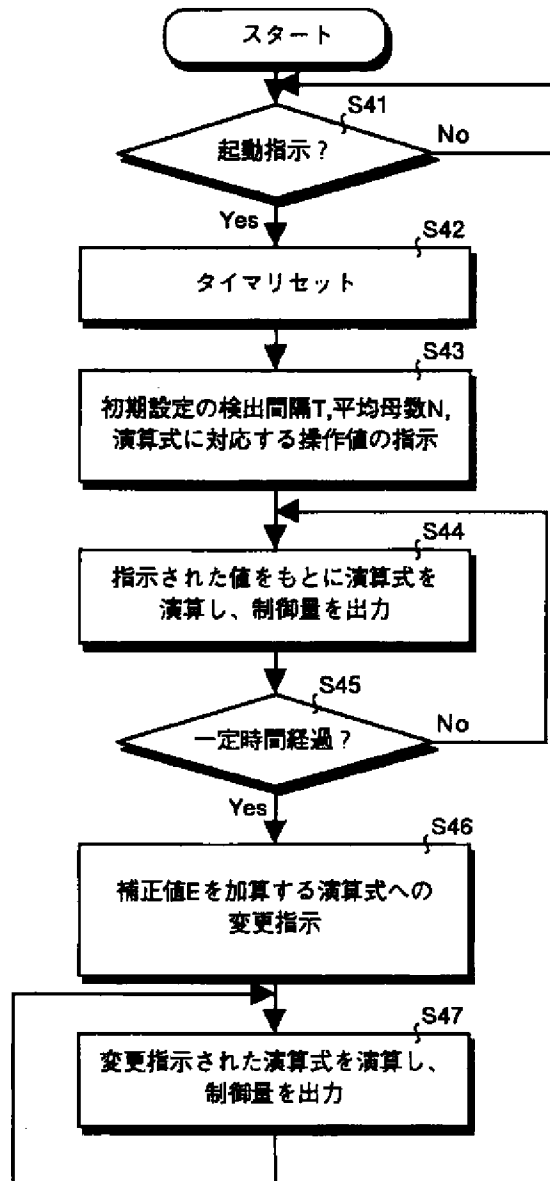 スタート
S41
起動指示？
No
Yes
S42
タイマリセット
S43
初期設定の検出間隔T,平均母数N,
演算式に対応する操作値の指示
S44
指示された値をもとに演算式を
演算し、制御量を出力
S45
一定時間経過？
No
Yes
S46
補正値Eを加算する演算式への
変更指示
S47
変更指示された演算式を演算し、
制御量を出力